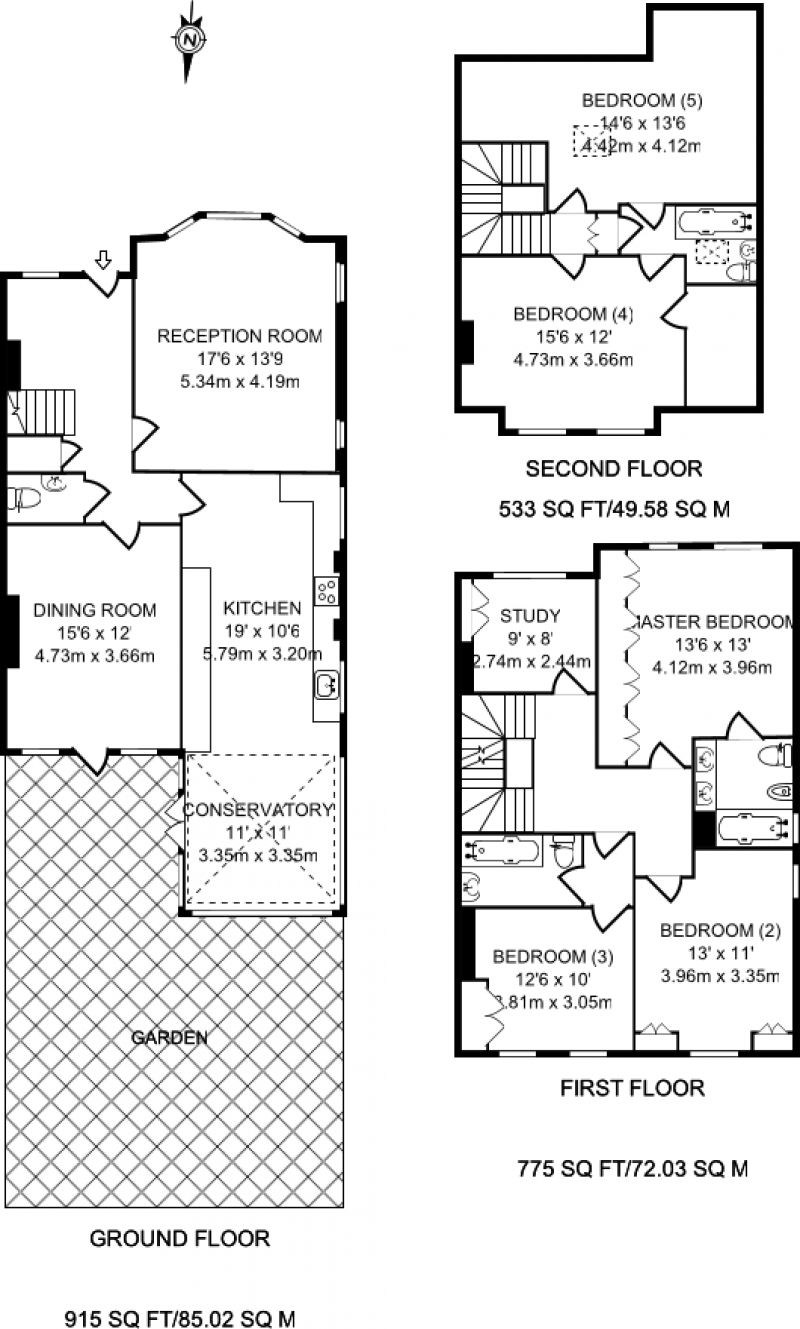 N
RECEPTION ROOM
17'6 x 13'9
5.34m x 4.19m
DINING ROOM
15'6 x 12'
4.73m x 3.66m
KITCHEN
19' x 10'6
5.79m x 3.20m
CONSERVATORY
11' x 11'
3.35m x 3.35m
GARDEN
GROUND FLOOR
915 SQ FT/85.02 SQ M
BEDROOM (5)
14'6 x 13'6
4.42m x 4.12m
BEDROOM (4)
15'6 x 12'
4.73m x 3.66m
SECOND FLOOR
533 SQ FT/49.58 SQ M
STUDY
9' x 8'
2.74m x 2.44m
MASTER BEDROOM
13'6 x 13'
4.12m x 3.96m
BEDROOM (3)
12'6 x 10'
3.81m x 3.05m
BEDROOM (2)
13' x 11'
3.96m x 3.35m
FIRST FLOOR
775 SQ FT/72.03 SQ M